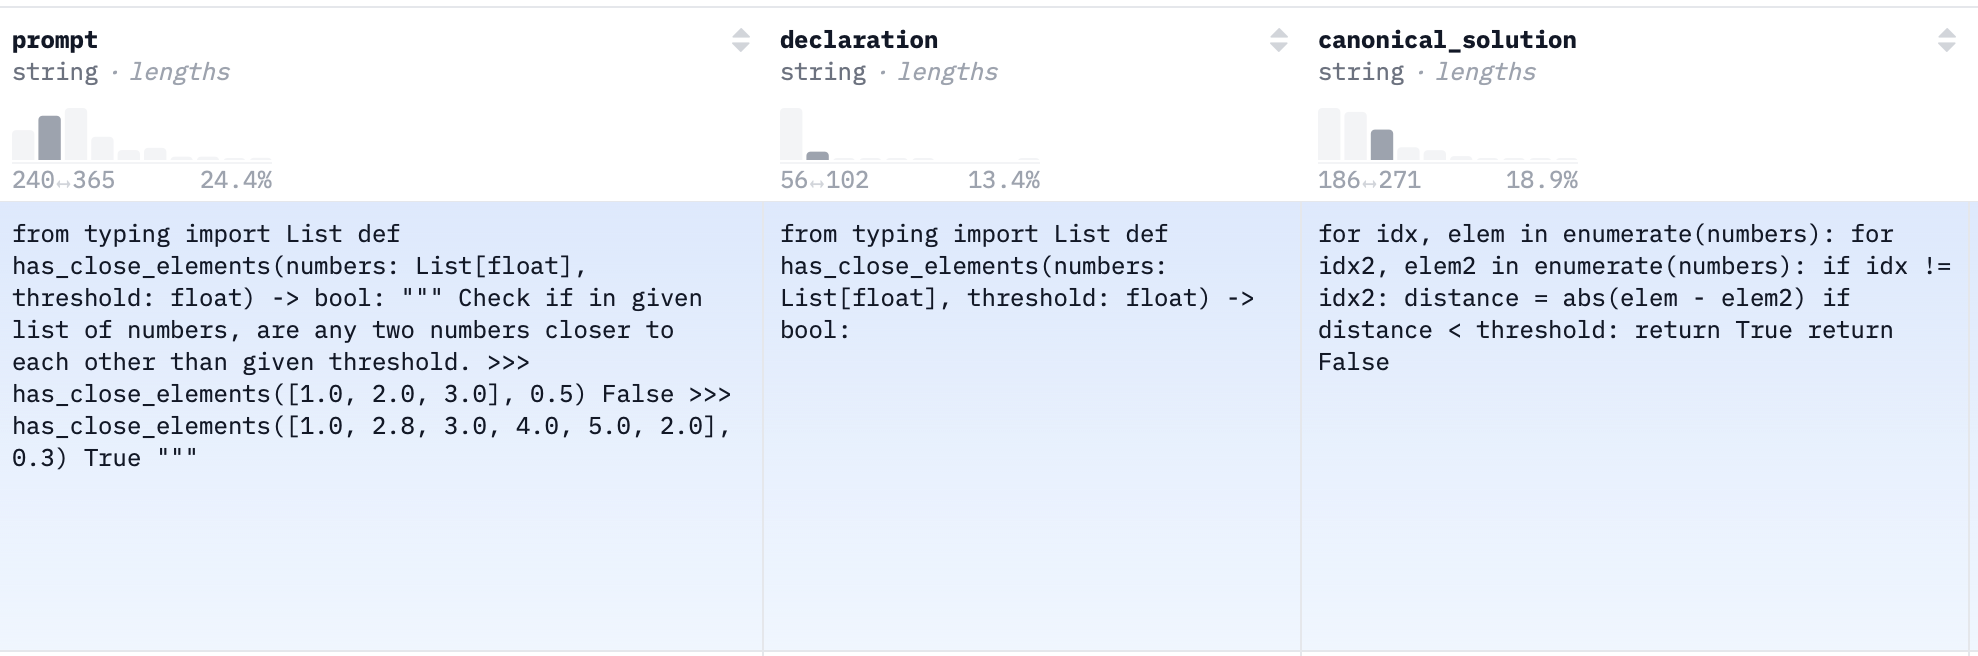 prompt
string · lengths
240↔365 24.4%
from typing import List def
has_close_elements(numbers: List[float],
threshold: float) -> bool: """ Check if in given
list of numbers, are any two numbers closer to
each other than given threshold. >>>
has_close_elements([1.0, 2.0, 3.0], 0.5) False >>>
has_close_elements([1.0, 2.8, 3.0, 4.0, 5.0, 2.0],
0.3) True """
declaration
string · lengths
56↔102 13.4%
from typing import List def
has_close_elements(numbers:
List[float], threshold: float) ->
bool:
canonical_solution
string · lengths
186↔271 18.9%
for idx, elem in enumerate(numbers): for
idx2, elem2 in enumerate(numbers): if idx !=
idx2: distance = abs(elem - elem2) if
distance < threshold: return True return
False